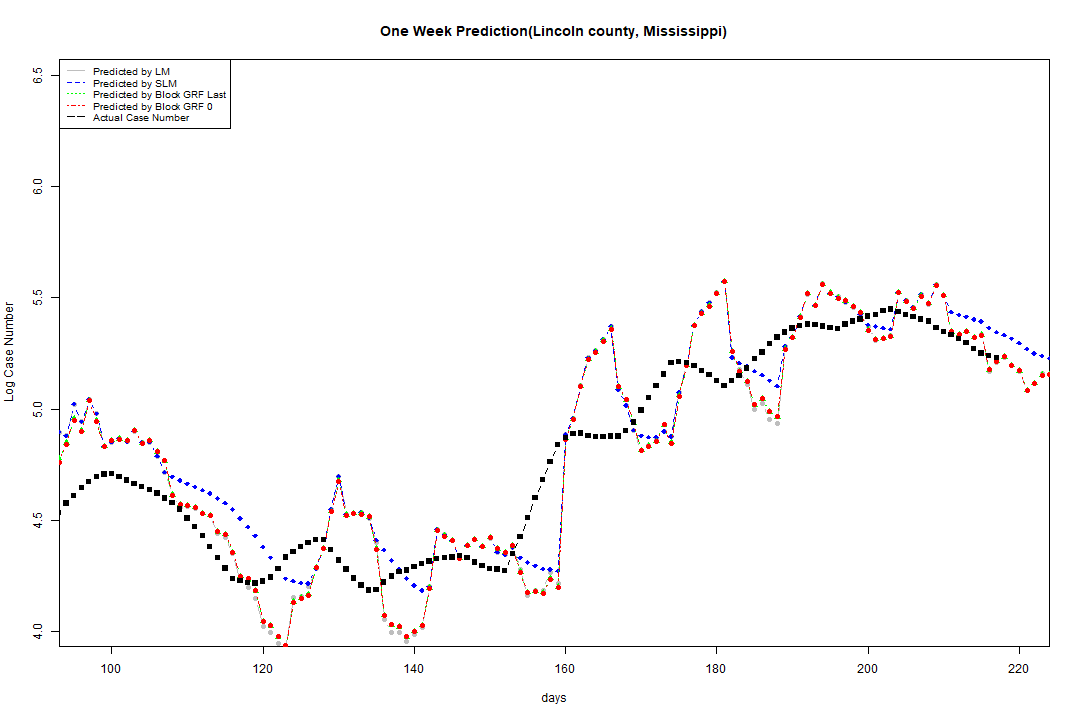 One Week Prediction(Lincoln county, Mississippi)
Predicted by LM
Predicted by SLM
Predicted by Block GRF Last
Predicted by Block GRF 0
Actual Case Number
6.5
6.0
5.5
5.0
4.5
4.0
Log Case Number
100 120 140 160 180 200 220
days